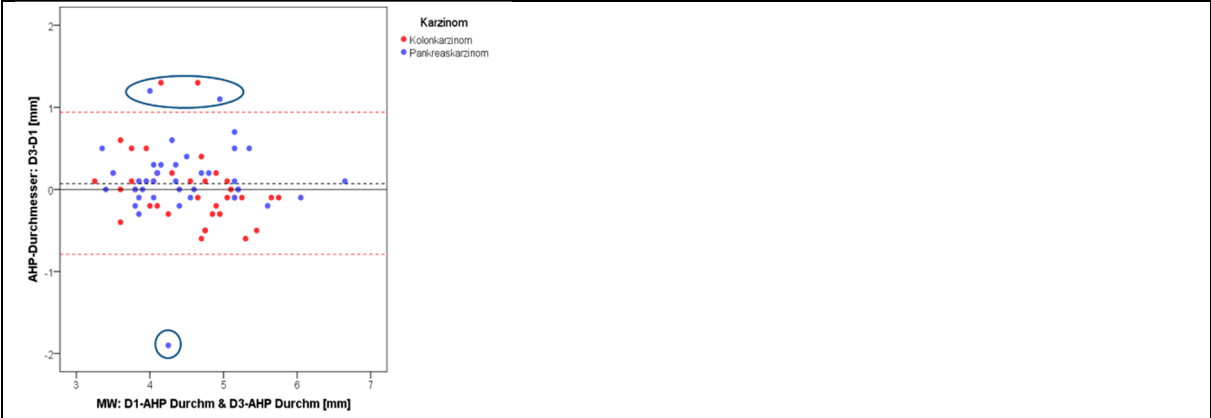 Karzinom
Kolonkarzinom
Pankreaskarzinom
AHP-Durchmesser: D3-D1 [mm]
2
1
0
-1
-2
3 4 5 6 7
MW: D1-AHP Durchm & D3-AHP Durchm [mm]